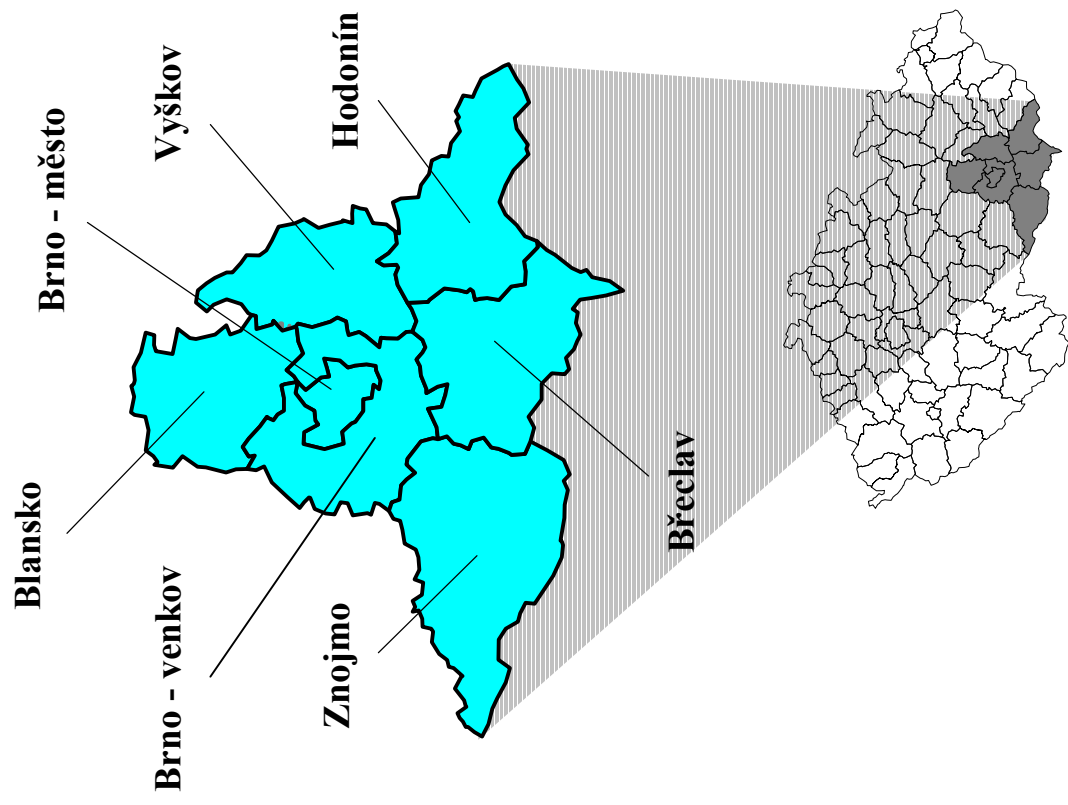 Blansko
Brno - město
Vyškov
Hodonín
Brno - venkov
Znojmo
Břeclav